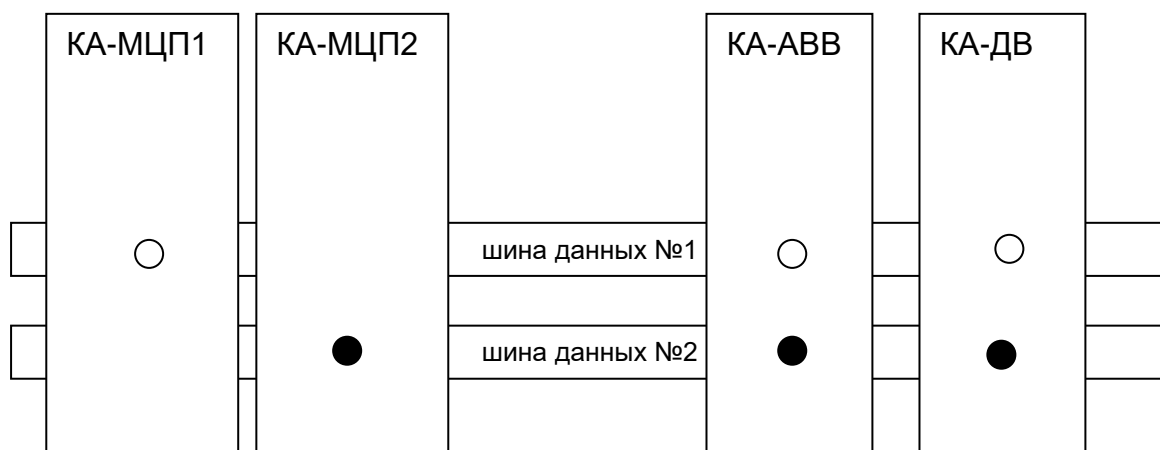 КА-МЦП1
КА-МЦП2
КА-АВВ
КА-ДВ
шина данных №1
шина данных №2